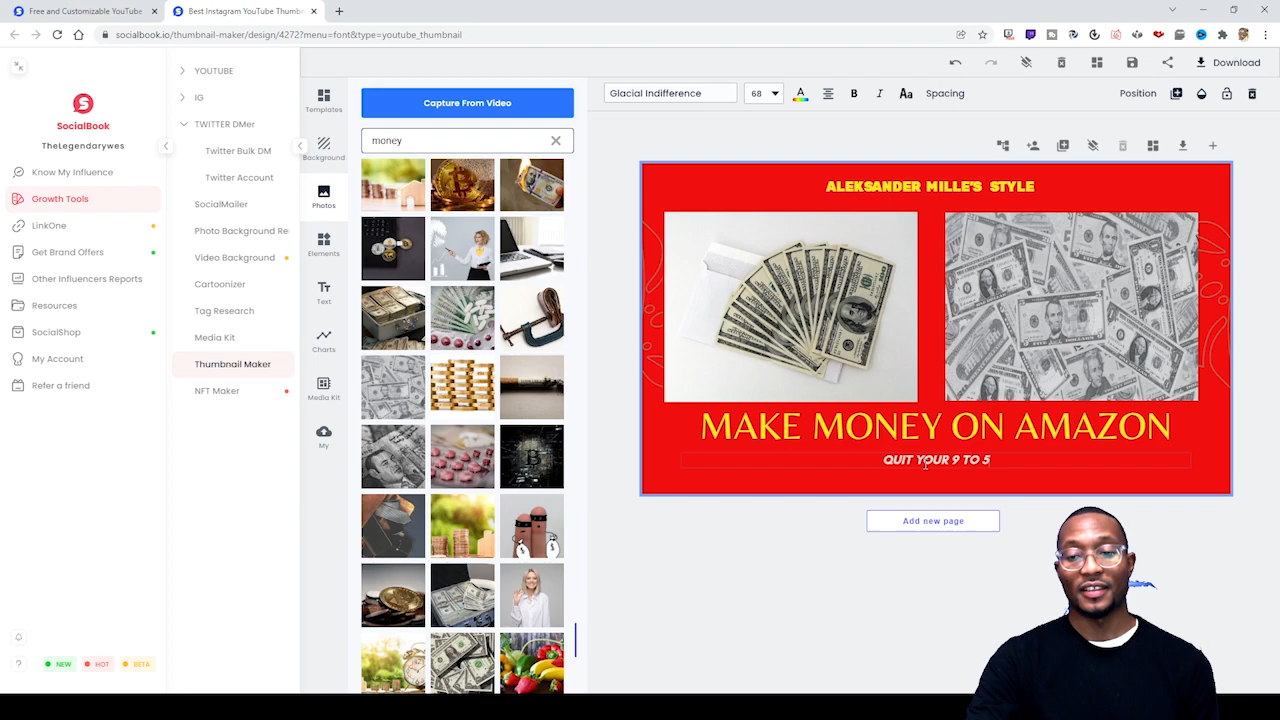 Free and Customizable YouTube
Best Instagram YouTube Thumbn
socialbook.io/thumbnail-maker/design/4272?menu=font&type=youtube_thumbnail
Download
SocialBook
TheLegendarywes
Know My Influence
Growth Tools
LinkOne
Get Brand Offers
Other Influencers Reports
Resources
SocialShop
My Account
Refer a friend
? NEW HOT BETA
YOUTUBE
IG
TWITTER DMer
Twitter Bulk DM
Twitter Account
SocialMailer
Photo Background Re
Video Background
Cartoonizer
Tag Research
Media Kit
Thumbnail Maker
NFT Maker
Templates
Background
Photos
Elements
Text
Charts
Media Kit
My
Capture From Video
money
Glacial Indifference 68 A B I Aa Spacing Position
ALEKSANDER MILLE'S STYLE
MAKE MONEY ON AMAZON
QUIT YOUR 9 TO 5
Add new page